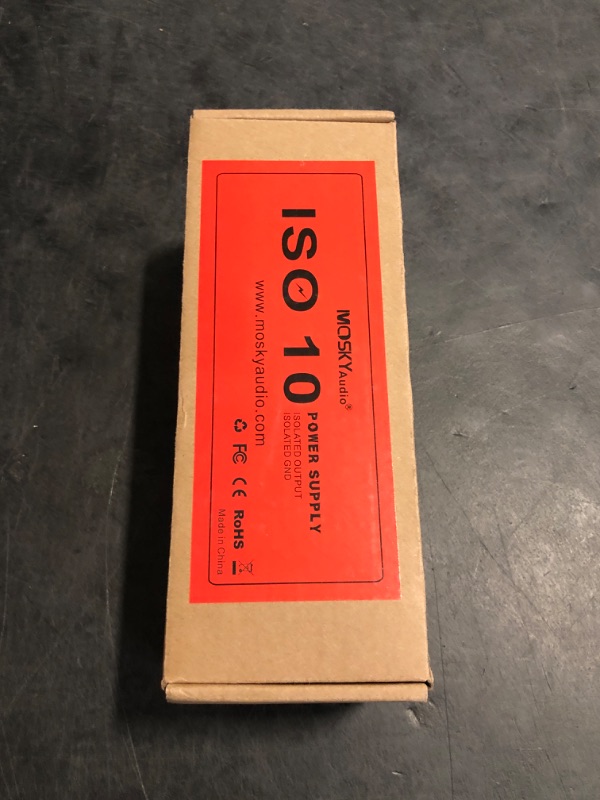 MOSKYAudio®
ISO 10 POWER SUPPLY
ISOLATED OUTPUT
ISOLATED GND
www.moskyaudio.com
FC CE RoHS
Made in China